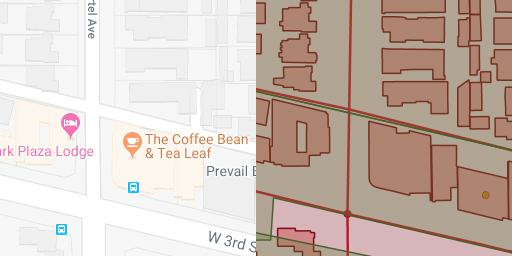 rtel Ave
The Coffee Bean
& Tea Leaf
ark Plaza Lodge
Prevail B
W 3rd S